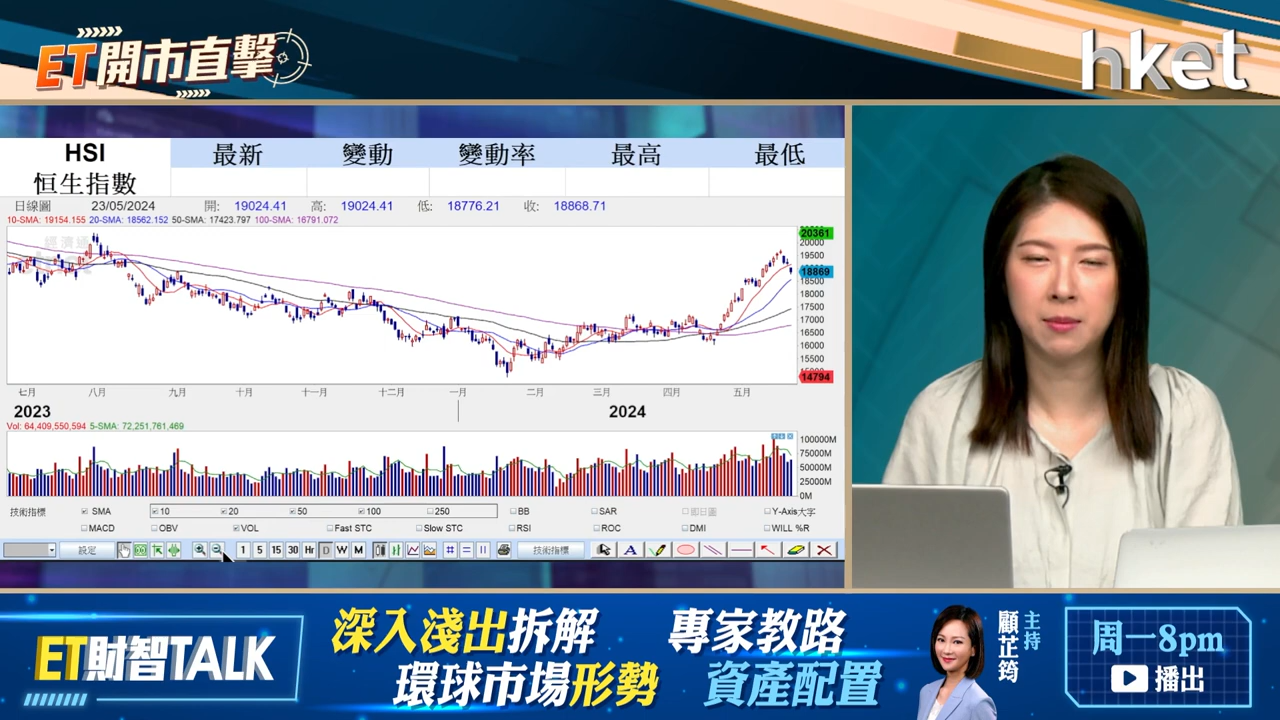 ET開市直擊
hket
HSI 最新 變動 變動率 最高 最低
恒生指數
日線圖 23/05/2024 開: 19024.41 高: 19024.41 低: 18776.21 收: 18868.71
10-SMA: 19154.155 20-SMA: 18562.152 50-SMA: 17423.797 100-SMA: 16791.072
20361
20000
19500
18869
18500
18000
17500
17000
16500
16000
15500
14794
七月 八月 九月 十月 十一月 十二月 一月 二月 三月 四月 五月
2023 2024
Vol: 64,409,550,594 5-SMA: 72,251,761,469
100000M
75000M
50000M
25000M
0M
技術指標 SMA 10 20 50 100 250 BB SAR 即日圖 Y-Axis大字
MACD OBV VOL Fast STC Slow STC RSI ROC DMI WILL %R
設定 1 5 15 30 Hr D W M 技術指標 A
ET財智TALK
深入淺出拆解 專家教路
環球市場形勢 資產配置
主持
顧芷筠
周一8pm
播出